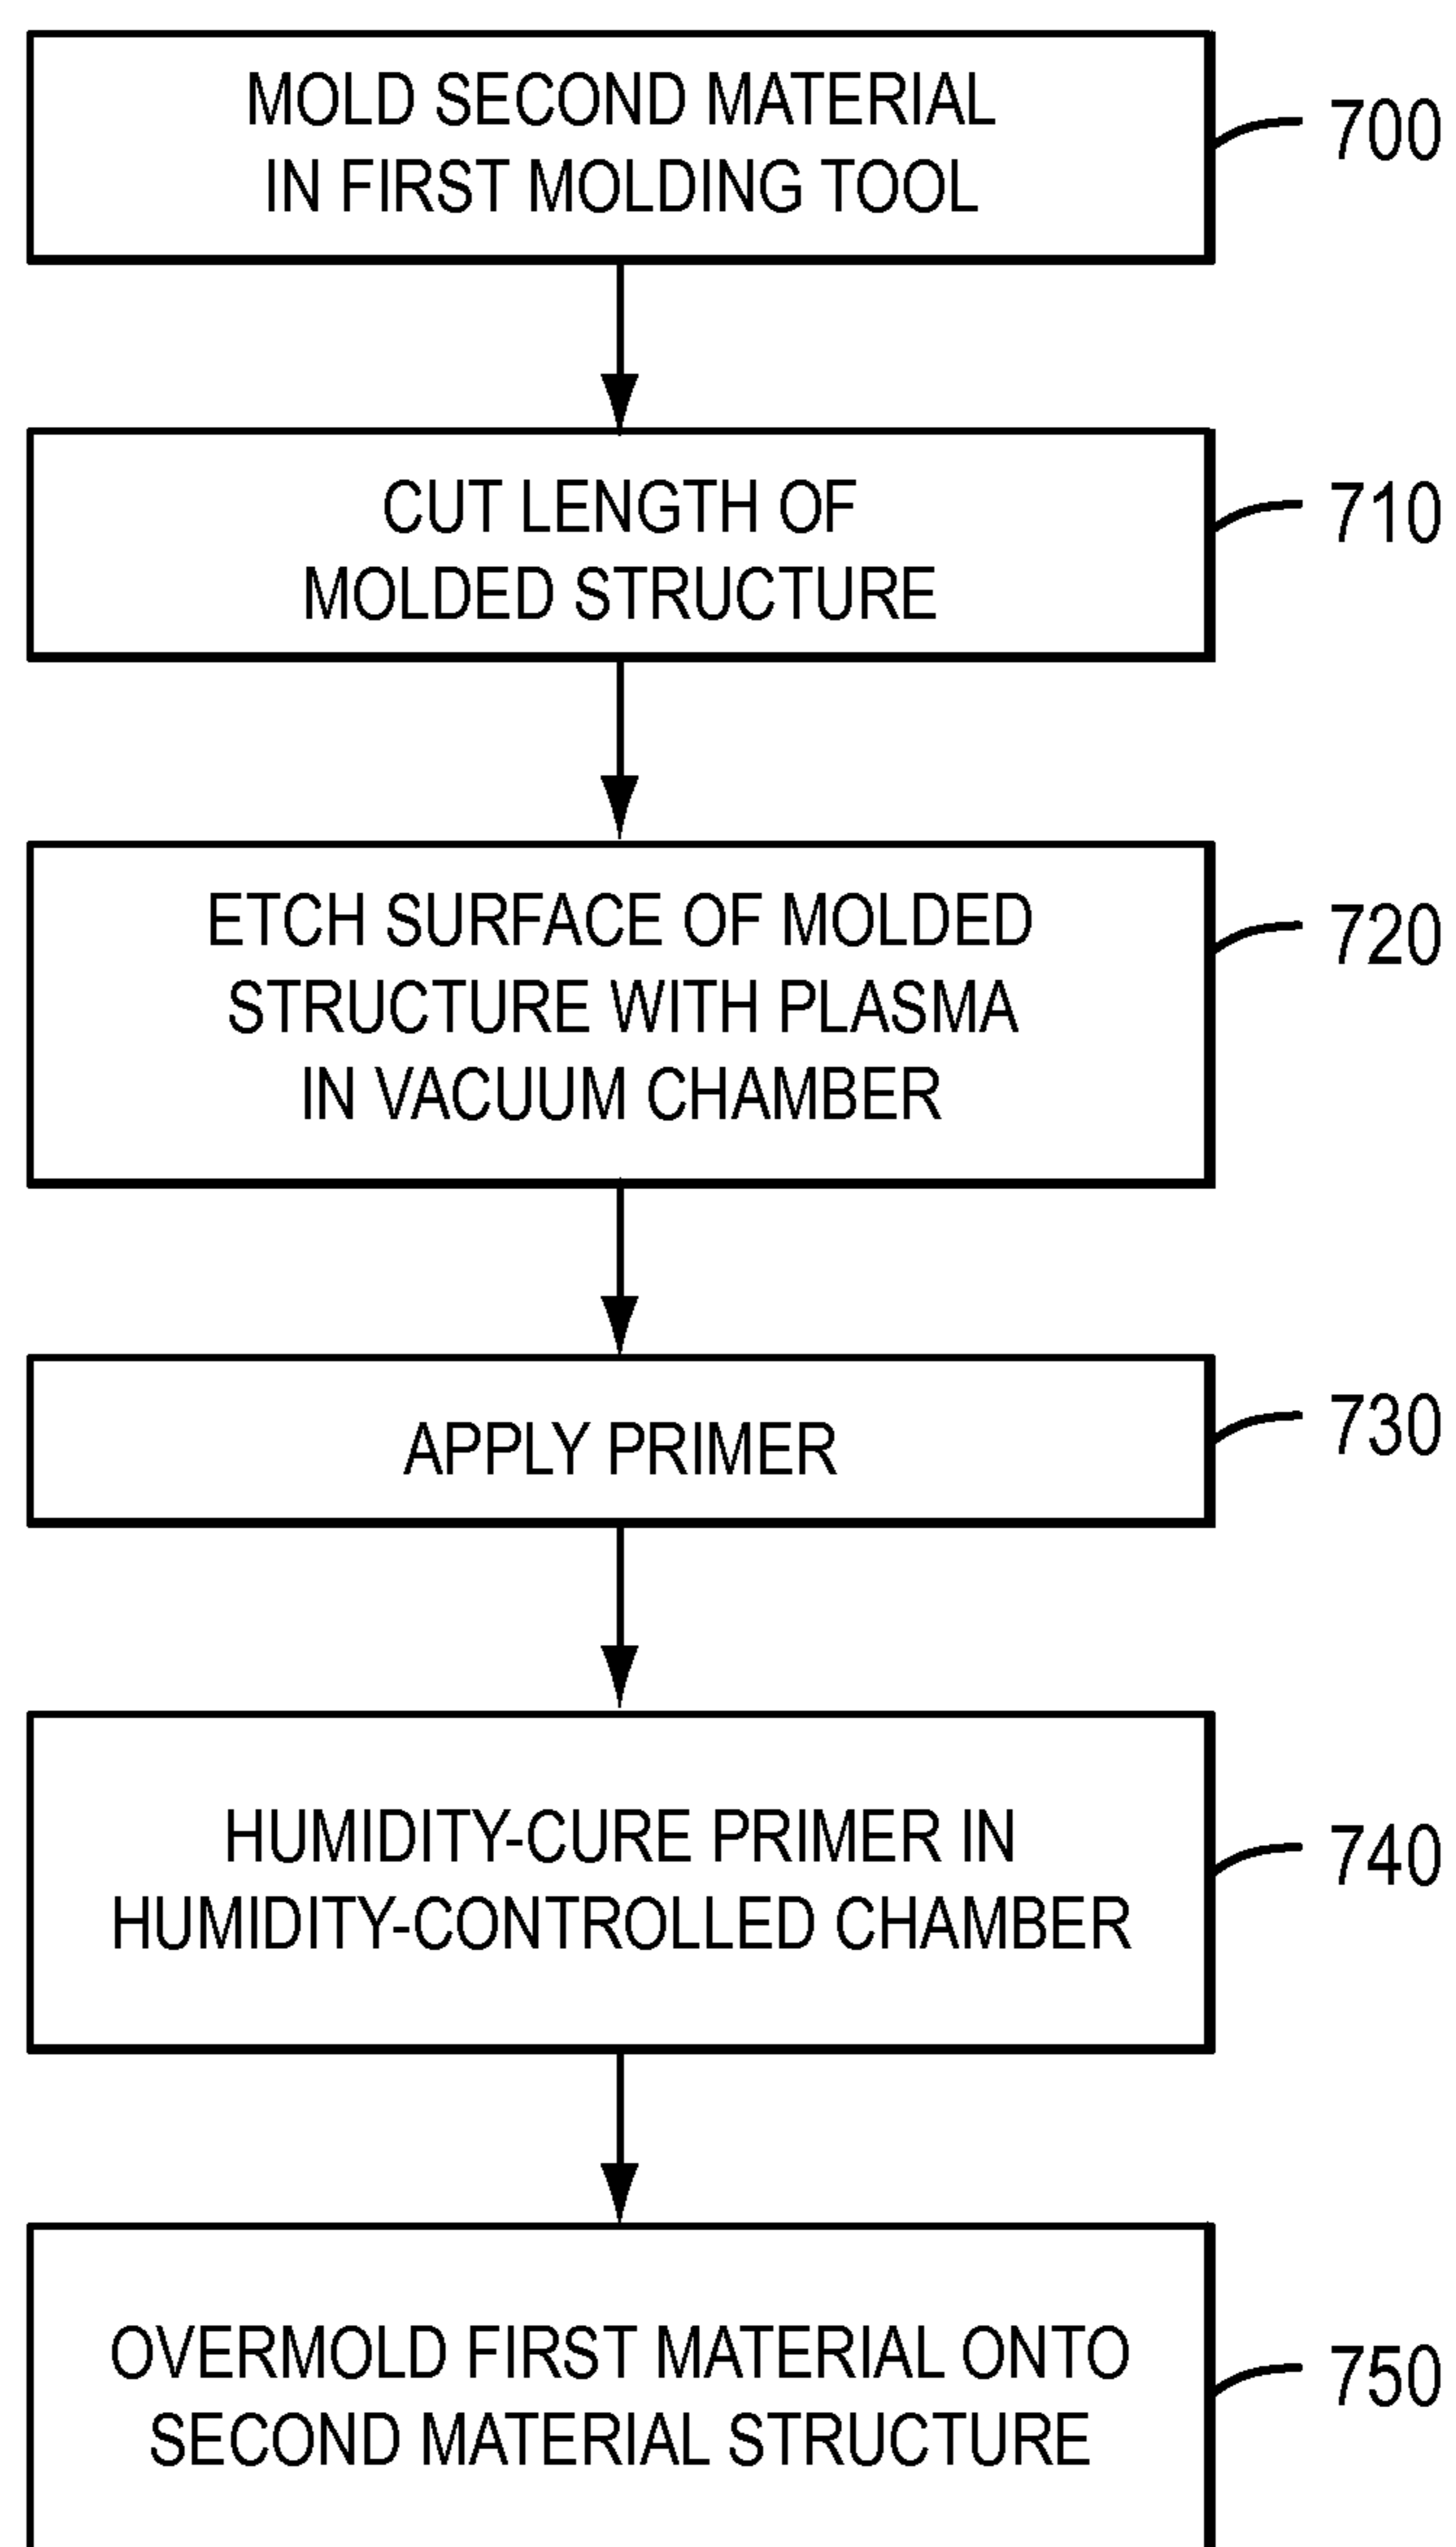 MOLD SECOND MATERIAL
IN FIRST MOLDING TOOL
700
CUT LENGTH OF
MOLDED STRUCTURE
710
ETCH SURFACE OF MOLDED
STRUCTURE WITH PLASMA
IN VACUUM CHAMBER
720
APPLY PRIMER
730
HUMIDITY-CURE PRIMER IN
HUMIDITY-CONTROLLED CHAMBER
740
OVERMOLD FIRST MATERIAL ONTO
SECOND MATERIAL STRUCTURE
750